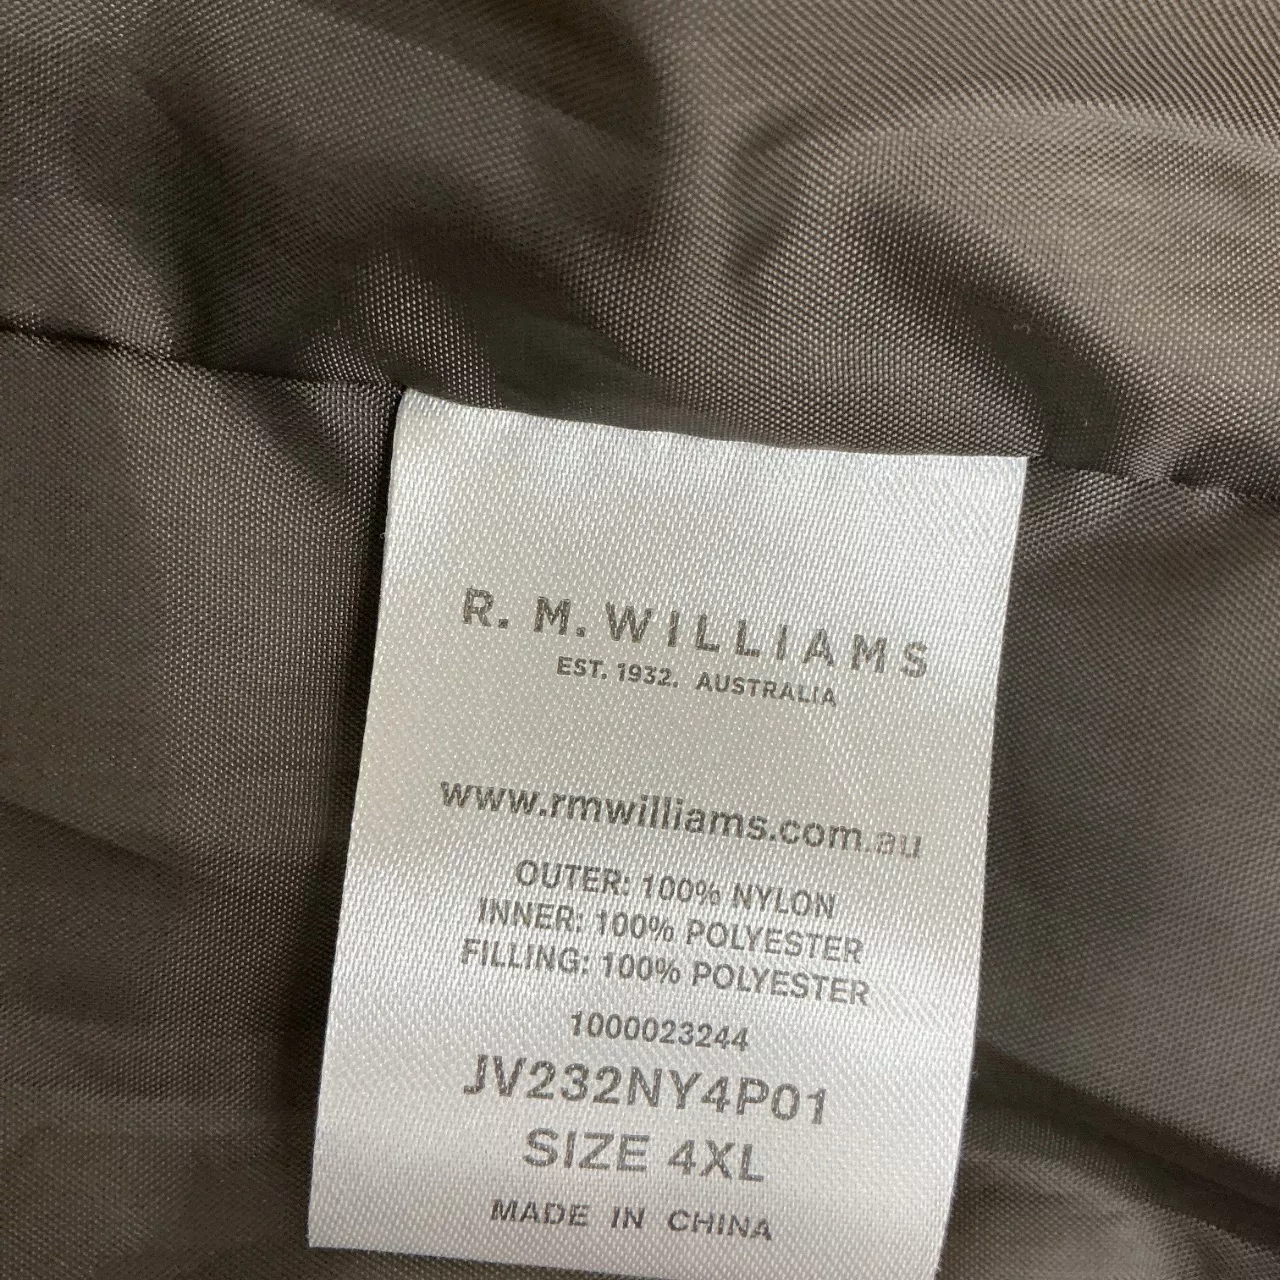 R. M. WILLIAMS
EST. 1932. AUSTRALIA
www.rmwilliams.com.au
OUTER: 100% NYLON
INNER: 100% POLYESTER
FILLING: 100% POLYESTER
1000023244
JV232NY4P01
SIZE 4XL
MADE IN CHINA